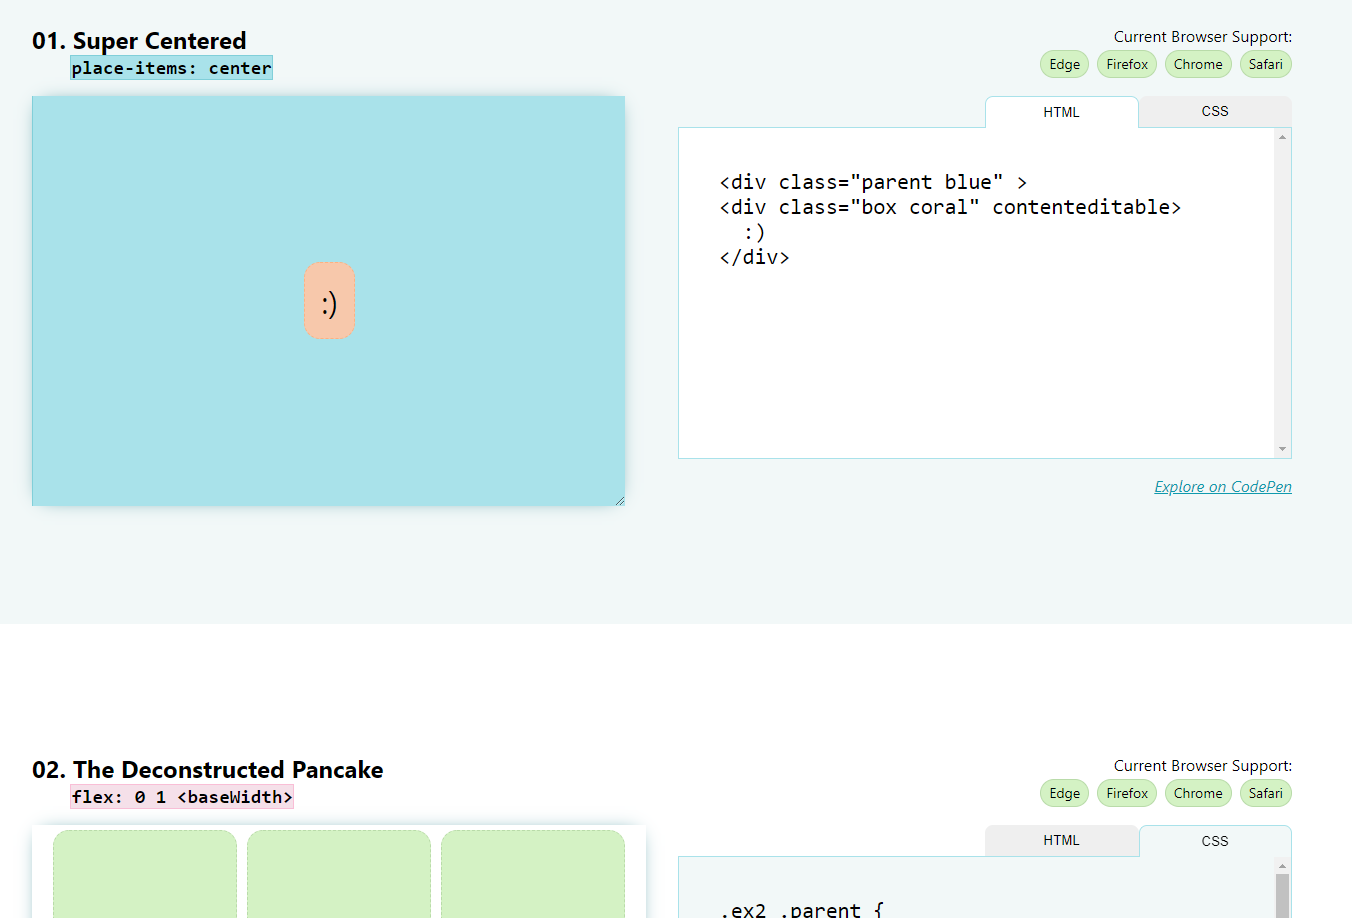 01. Super Centered
place-items: center
Current Browser Support:
Edge Firefox Chrome Safari
HTML CSS
:)
<div class="parent blue" >
<div class="box coral" contenteditable>
:)
</div>
Explore on CodePen
02. The Deconstructed Pancake
flex: 0 1 <baseWidth>
Current Browser Support:
Edge Firefox Chrome Safari
HTML CSS
.ex2 .parent {